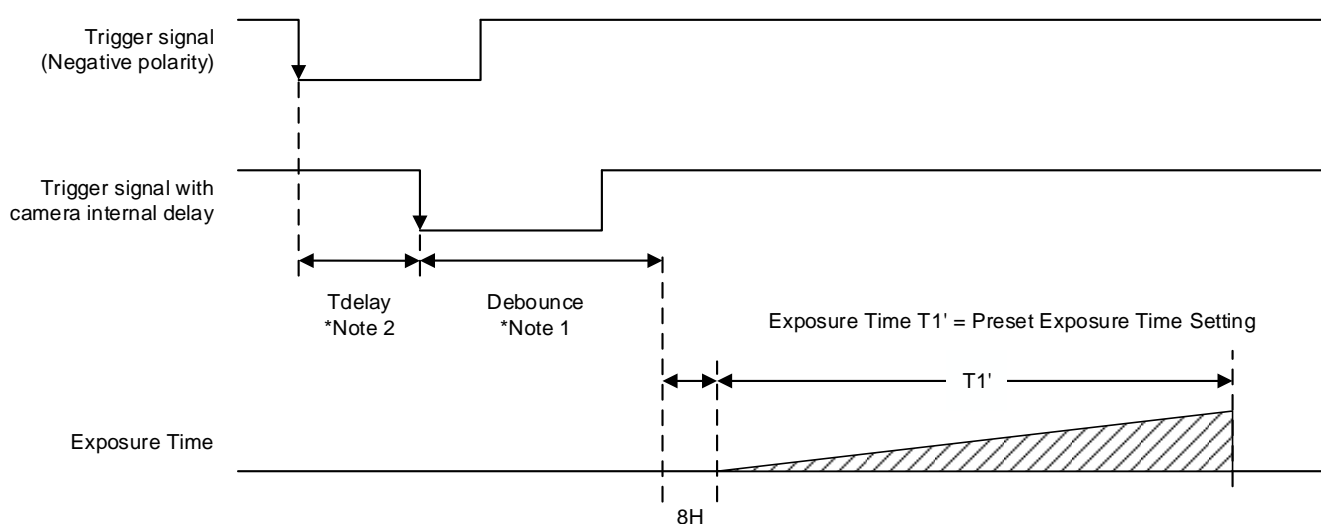 Trigger signal
(Negative polarity)
Trigger signal with
camera internal delay
Tdelay
*Note 2
Debounce
*Note 1
Exposure Time T1' = Preset Exposure Time Setting
T1'
Exposure Time
8H